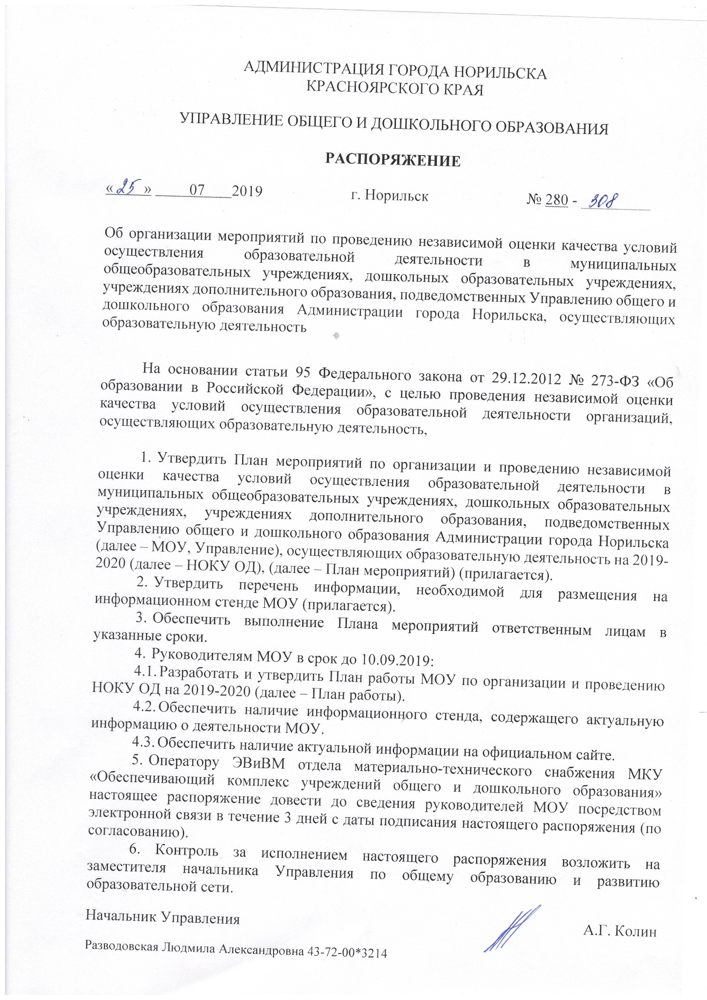 АДМИНИСТРАЦИЯ ГОРОДА НОРИЛЬСКА
КРАСНОЯРСКОГО КРАЯ
УПРАВЛЕНИЕ ОБЩЕГО И ДОШКОЛЬНОГО ОБРАЗОВАНИЯ
РАСПОРЯЖЕНИЕ
« 25 » 07 2019 г. Норильск № 280 - 308
Об организации мероприятий по проведению независимой оценки качества условий
осуществления образовательной деятельности в муниципальных
общеобразовательных учреждениях, дошкольных образовательных учреждениях,
учреждениях дополнительного образования, подведомственных Управлению общего и
дошкольного образования Администрации города Норильска, осуществляющих
образовательную деятельность
На основании статьи 95 Федерального закона от 29.12.2012 № 273-ФЗ «Об
образовании в Российской Федерации», с целью проведения независимой оценки
качества условий осуществления образовательной деятельности организаций,
осуществляющих образовательную деятельность,
1. Утвердить План мероприятий по организации и проведению независимой
оценки качества условий осуществления образовательной деятельности в
муниципальных общеобразовательных учреждениях, дошкольных образовательных
учреждениях, учреждениях дополнительного образования, подведомственных
Управлению общего и дошкольного образования Администрации города Норильска
(далее – МОУ, Управление), осуществляющих образовательную деятельность на 2019-
2020 (далее – НОКУ ОД), (далее – План мероприятий) (прилагается).
2. Утвердить перечень информации, необходимой для размещения на
информационном стенде МОУ (прилагается).
3. Обеспечить выполнение Плана мероприятий ответственным лицам в
указанные сроки.
4. Руководителям МОУ в срок до 10.09.2019:
4.1. Разработать и утвердить План работы МОУ по организации и проведению
НОКУ ОД на 2019-2020 (далее – План работы).
4.2. Обеспечить наличие информационного стенда, содержащего актуальную
информацию о деятельности МОУ.
4.3. Обеспечить наличие актуальной информации на официальном сайте.
5. Оператору ЭВиВМ отдела материально-технического снабжения МКУ
«Обеспечивающий комплекс учреждений общего и дошкольного образования»
настоящее распоряжение довести до сведения руководителей МОУ посредством
электронной связи в течение 3 дней с даты подписания настоящего распоряжения (по
согласованию).
6. Контроль за исполнением настоящего распоряжения возложить на
заместителя начальника Управления по общему образованию и развитию
образовательной сети.
Начальник Управления А.Г. Колин
Разводовская Людмила Александровна 43-72-00*3214